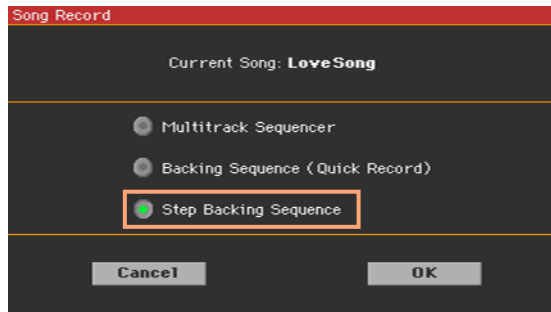 Song Record
Current Song: LoveSong
Multitrack Sequencer
Backing Sequence (Quick Record)
Step Backing Sequence
Cancel OK